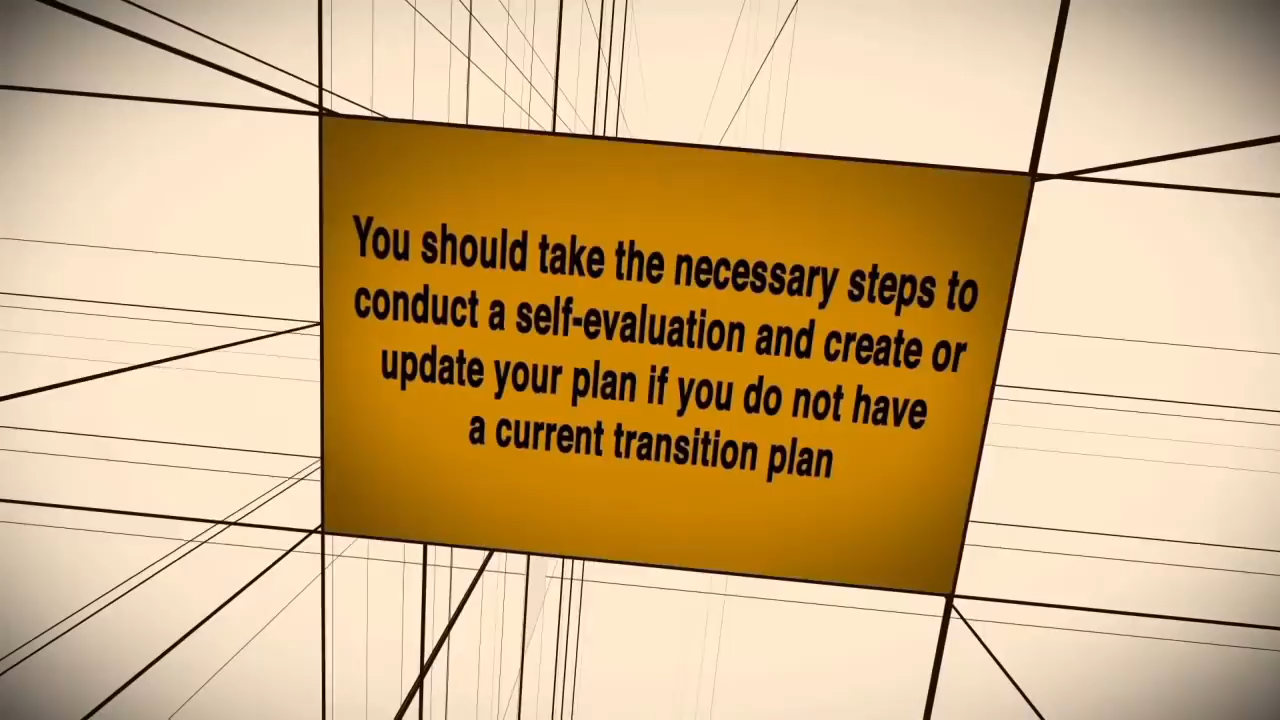 You should take the necessary steps to
conduct a self-evaluation and create or
update your plan if you do not have
a current transition plan